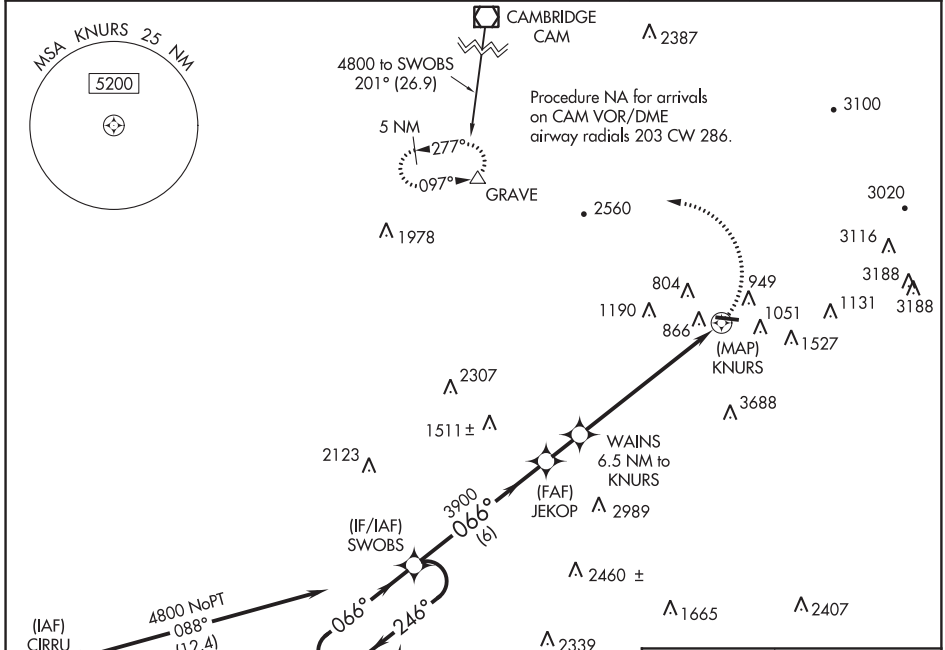 MSA KNURS 25 NM
5200
CAMBRIDGE
CAM
2387
4800 to SWOBS
201° (26.9)
Procedure NA for arrivals
on CAM VOR/DME
airway radials 203 CW 286.
3100
5 NM
277°
097°
GRAVE
2560
3020
1978
3116
3188
3188
804
949
1190
866
1051
1131
1527
(MAP)
KNURS
2307
3688
1511 ±
WAINS
6.5 NM to
KNURS
2123
(FAF)
JEKOP
2989
3900
066°
(6)
(IF/IAF)
SWOBS
2460 ±
4800 NoPT
088°
(12.4)
066°
246°
1665
2407
(IAF)
CIRRU
2339